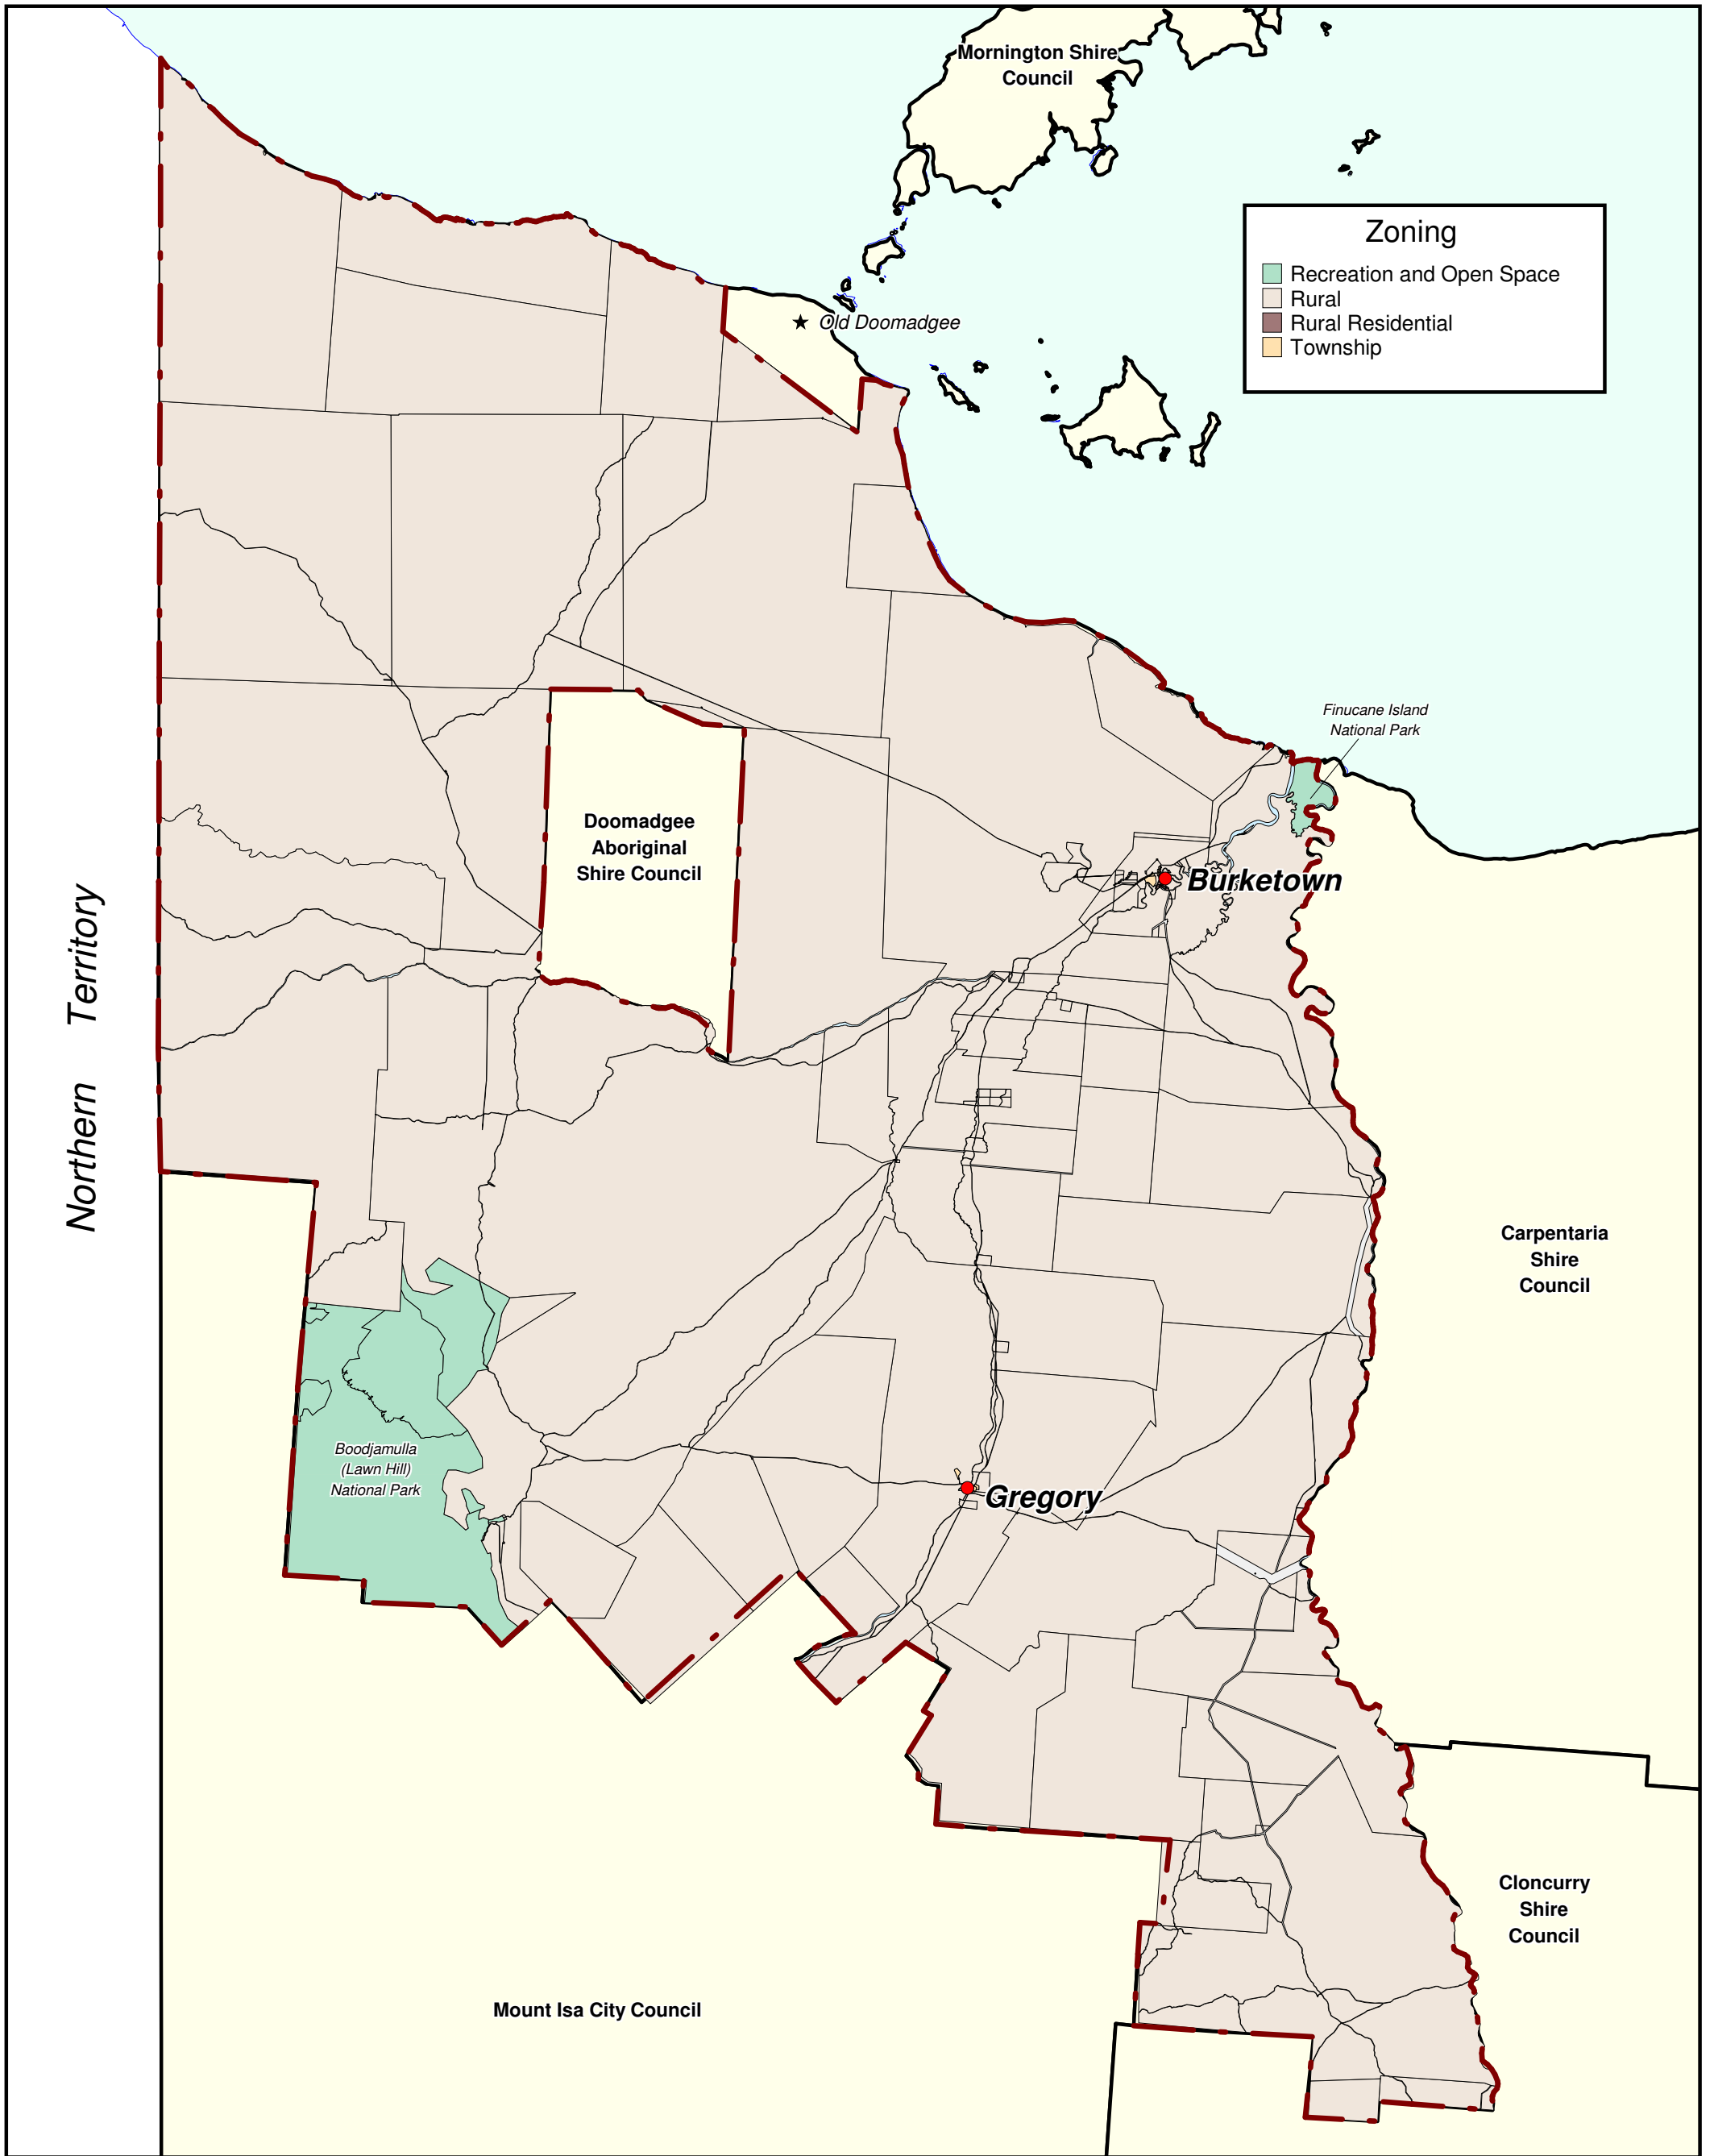 Mornington Shire
Council
Zoning
Recreation and Open Space
Rural
Rural Residential
Township
Old Doomadgee
Finucane Island
National Park
Doomadgee
Aboriginal
Shire Council
Burketown
Northern Territory
Carpentaria
Shire
Council
Boodjamulla
(Lawn Hill)
National Park
Gregory
Cloncurry
Shire
Council
Mount Isa City Council